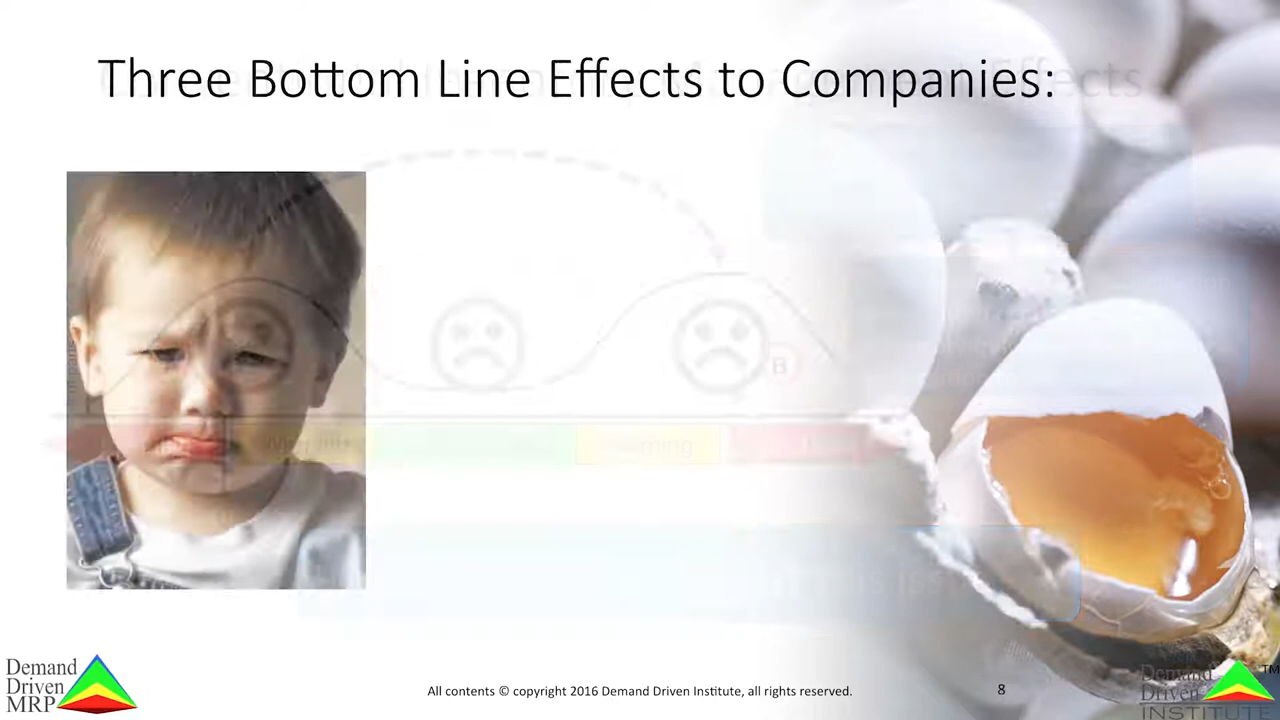 Three Bottom Line Effects to Companies:
B
Demand
Driven
MRP
All contents © copyright 2016 Demand Driven Institute, all rights reserved.
8
Demand
Driven
INSTITUTE
TM